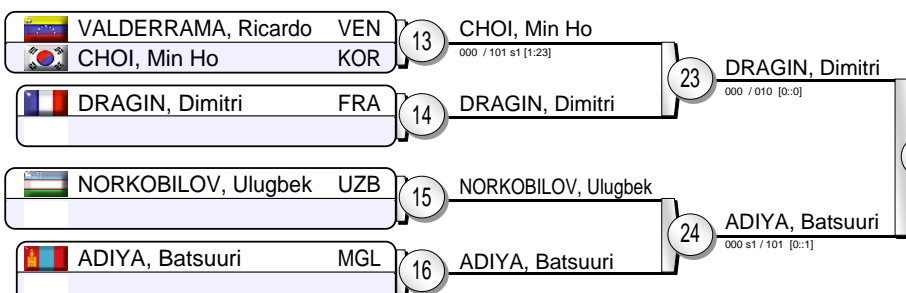 VALDERRAMA, Ricardo VEN
CHOI, Min Ho KOR
13
CHOI, Min Ho
000 / 101 s1 [1:23]
DRAGIN, Dimitri FRA
14
DRAGIN, Dimitri
23
DRAGIN, Dimitri
000 / 010 [0::0]
NORKOBILOV, Ulugbek UZB
15
NORKOBILOV, Ulugbek
ADIYA, Batsuuri MGL
16
ADIYA, Batsuuri
24
ADIYA, Batsuuri
000 s1 / 101 [0::1]